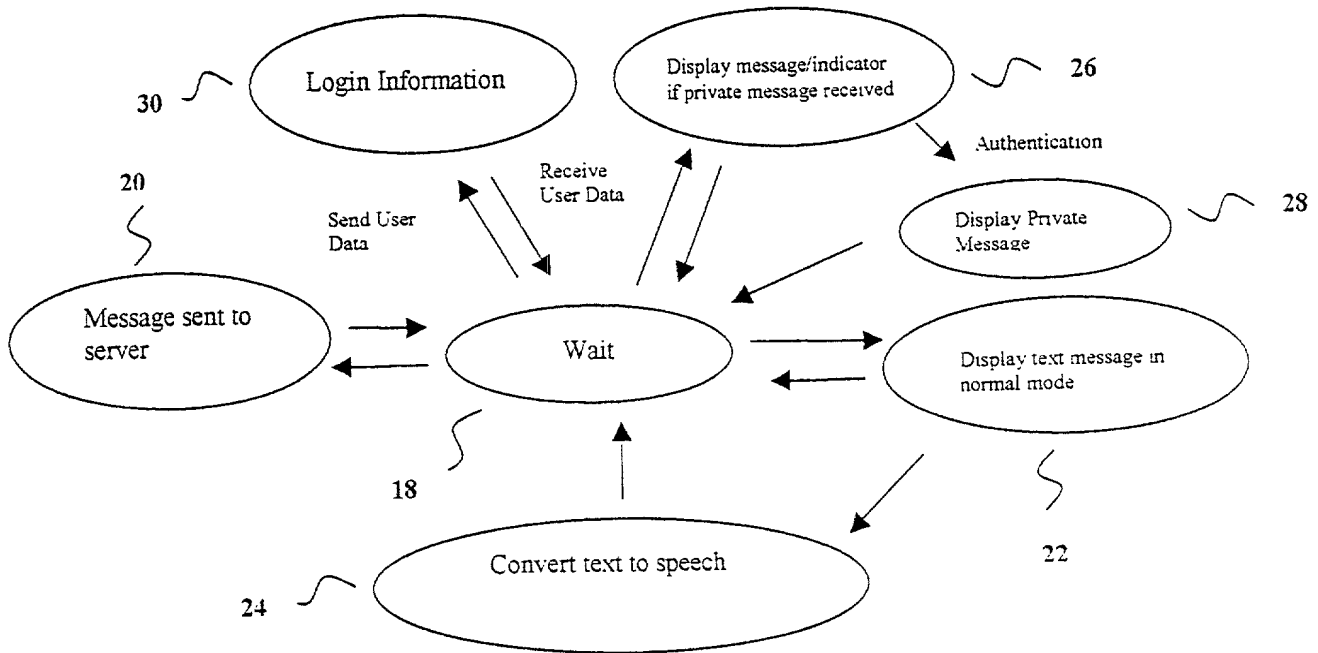 Login Information
30
Display message/indicator
if private message received
26
Authentication
Receive
User Data
20
Send User
Data
Display Private
Message
28
Message sent to
server
Wait
Display text message in
normal mode
18
22
Convert text to speech
24